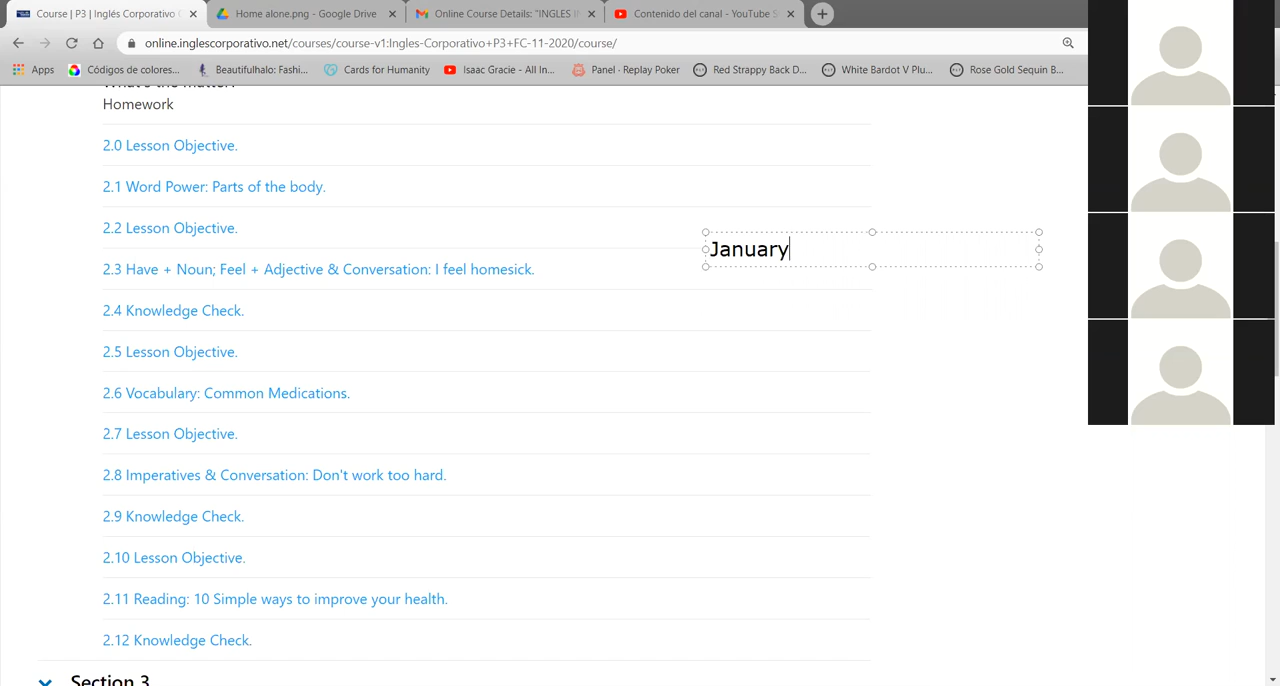 Course | P3 | Inglés Corporativo
Home alone.png - Google Drive
Online Course Details: "INGLES I
Contenido del canal - YouTube S
online.inglescorporativo.net/courses/course-v1:Ingles-Corporativo+P3+FC-11-2020/course/
Apps
Códigos de colores...
Beautifulhalo: Fashi...
Cards for Humanity
Isaac Gracie - All In...
Panel · Replay Poker
Red Strappy Back D...
White Bardot V Plu...
Rose Gold Sequin B...
What's the matter?
Homework
2.0 Lesson Objective.
2.1 Word Power: Parts of the body.
2.2 Lesson Objective.
January
2.3 Have + Noun; Feel + Adjective & Conversation: I feel homesick.
2.4 Knowledge Check.
2.5 Lesson Objective.
2.6 Vocabulary: Common Medications.
2.7 Lesson Objective.
2.8 Imperatives & Conversation: Don't work too hard.
2.9 Knowledge Check.
2.10 Lesson Objective.
2.11 Reading: 10 Simple ways to improve your health.
2.12 Knowledge Check.
Section 3